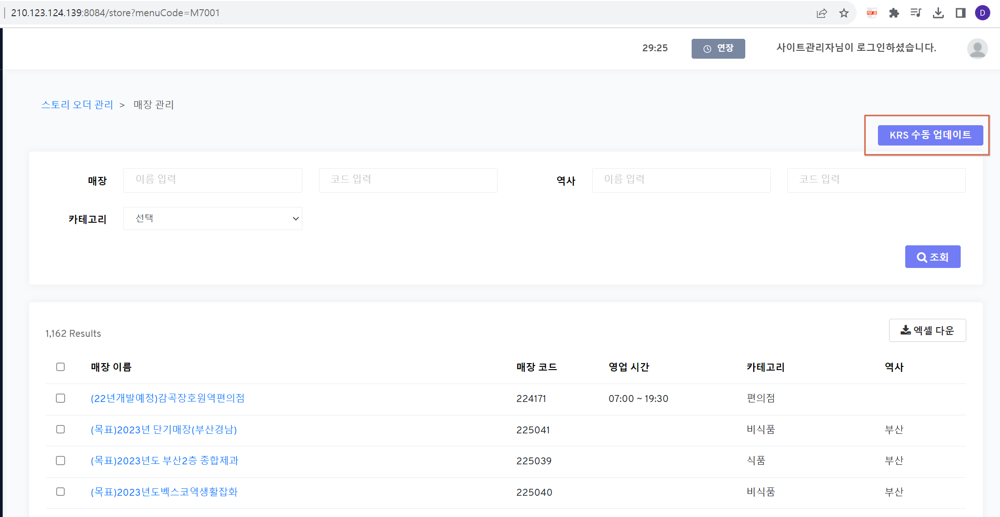 210.123.124.139:8084/store?menuCode=M7001
PDF JS
D
29:25
연장
사이트관리자님이 로그인하셨습니다.
스토리 오더 관리 > 매장 관리
KRS 수동 업데이트
매장 이름 입력 코드 입력 역사 이름 입력 코드 입력
카테고리 선택
조회
1,162 Results
엑셀 다운
매장 이름 매장 코드 영업 시간 카테고리 역사
(22년개발예정)감곡장호원역편의점 224171 07:00 ~ 19:30 편의점
(목표)2023년 단기매장(부산경남) 225041 비식품 부산
(목표)2023년도 부산2층 종합제과 225039 식품 부산
(목표)2023년도벡스코역생활잡화 225040 비식품 부산